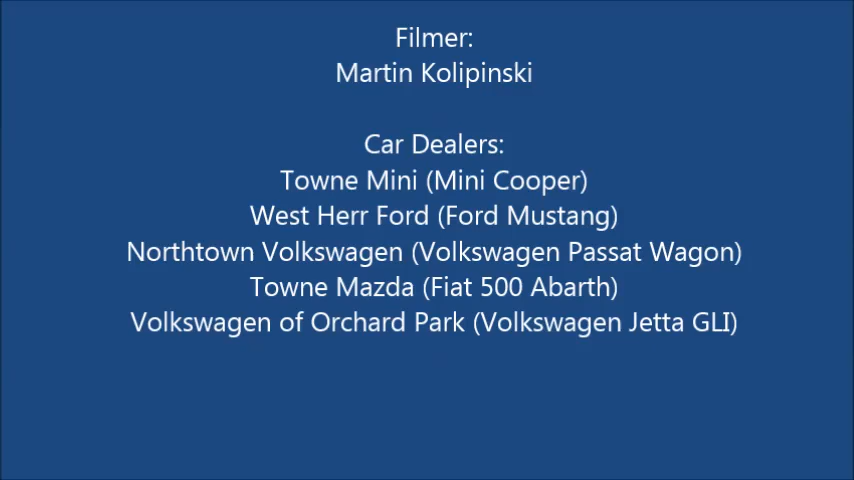 Filmer:
Martin Kolipinski
Car Dealers:
Towne Mini (Mini Cooper)
West Herr Ford (Ford Mustang)
Northtown Volkswagen (Volkswagen Passat Wagon)
Towne Mazda (Fiat 500 Abarth)
Volkswagen of Orchard Park (Volkswagen Jetta GLI)